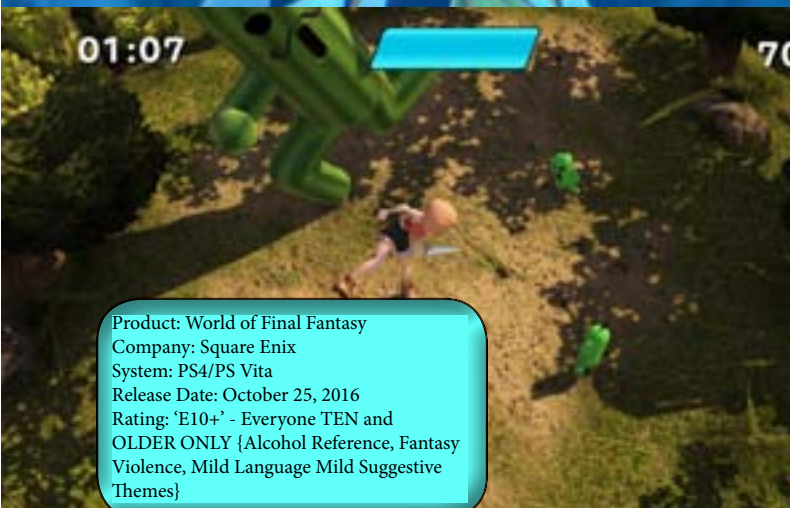 01:07
70
Product: World of Final Fantasy
Company: Square Enix
System: PS4/PS Vita
Release Date: October 25, 2016
Rating: ‘E10+’ - Everyone TEN and
OLDER ONLY {Alcohol Reference, Fantasy
Violence, Mild Language Mild Suggestive
Themes}